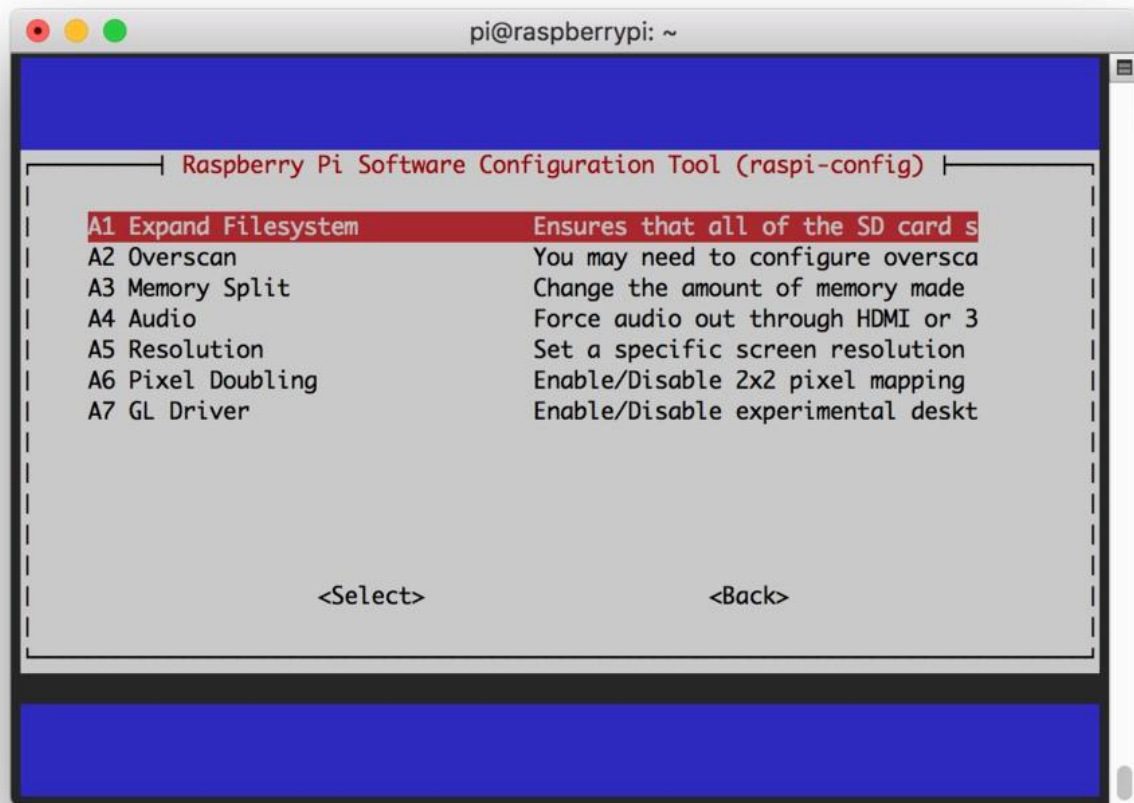 pi@raspberrypi: ~
Raspberry Pi Software Configuration Tool (raspi-config)
A1 Expand Filesystem Ensures that all of the SD card s
A2 Overscan You may need to configure oversca
A3 Memory Split Change the amount of memory made
A4 Audio Force audio out through HDMI or 3
A5 Resolution Set a specific screen resolution
A6 Pixel Doubling Enable/Disable 2x2 pixel mapping
A7 GL Driver Enable/Disable experimental deskt
<Select> <Back>